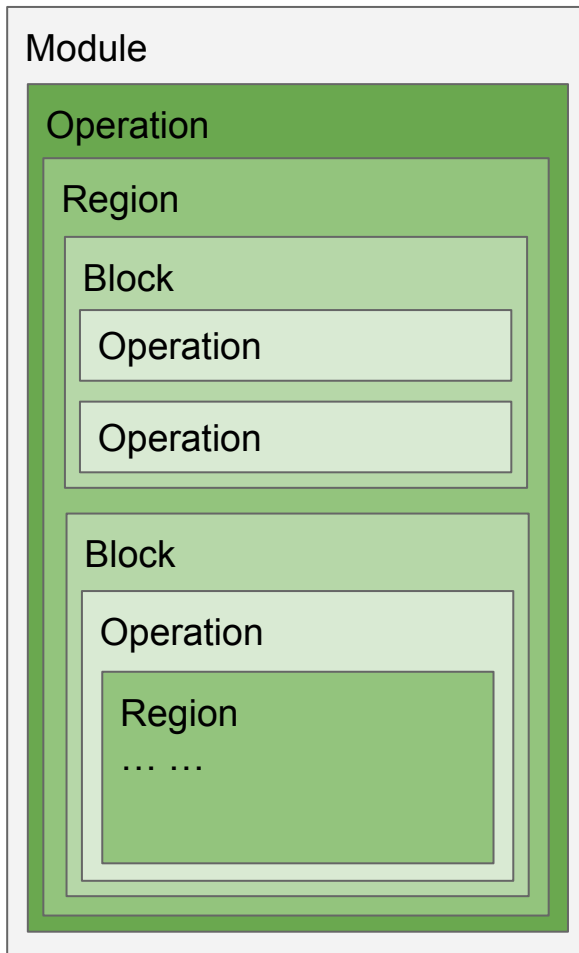 Module
Operation
Region
Block
Operation
Operation
Block
Operation
Region
... ...